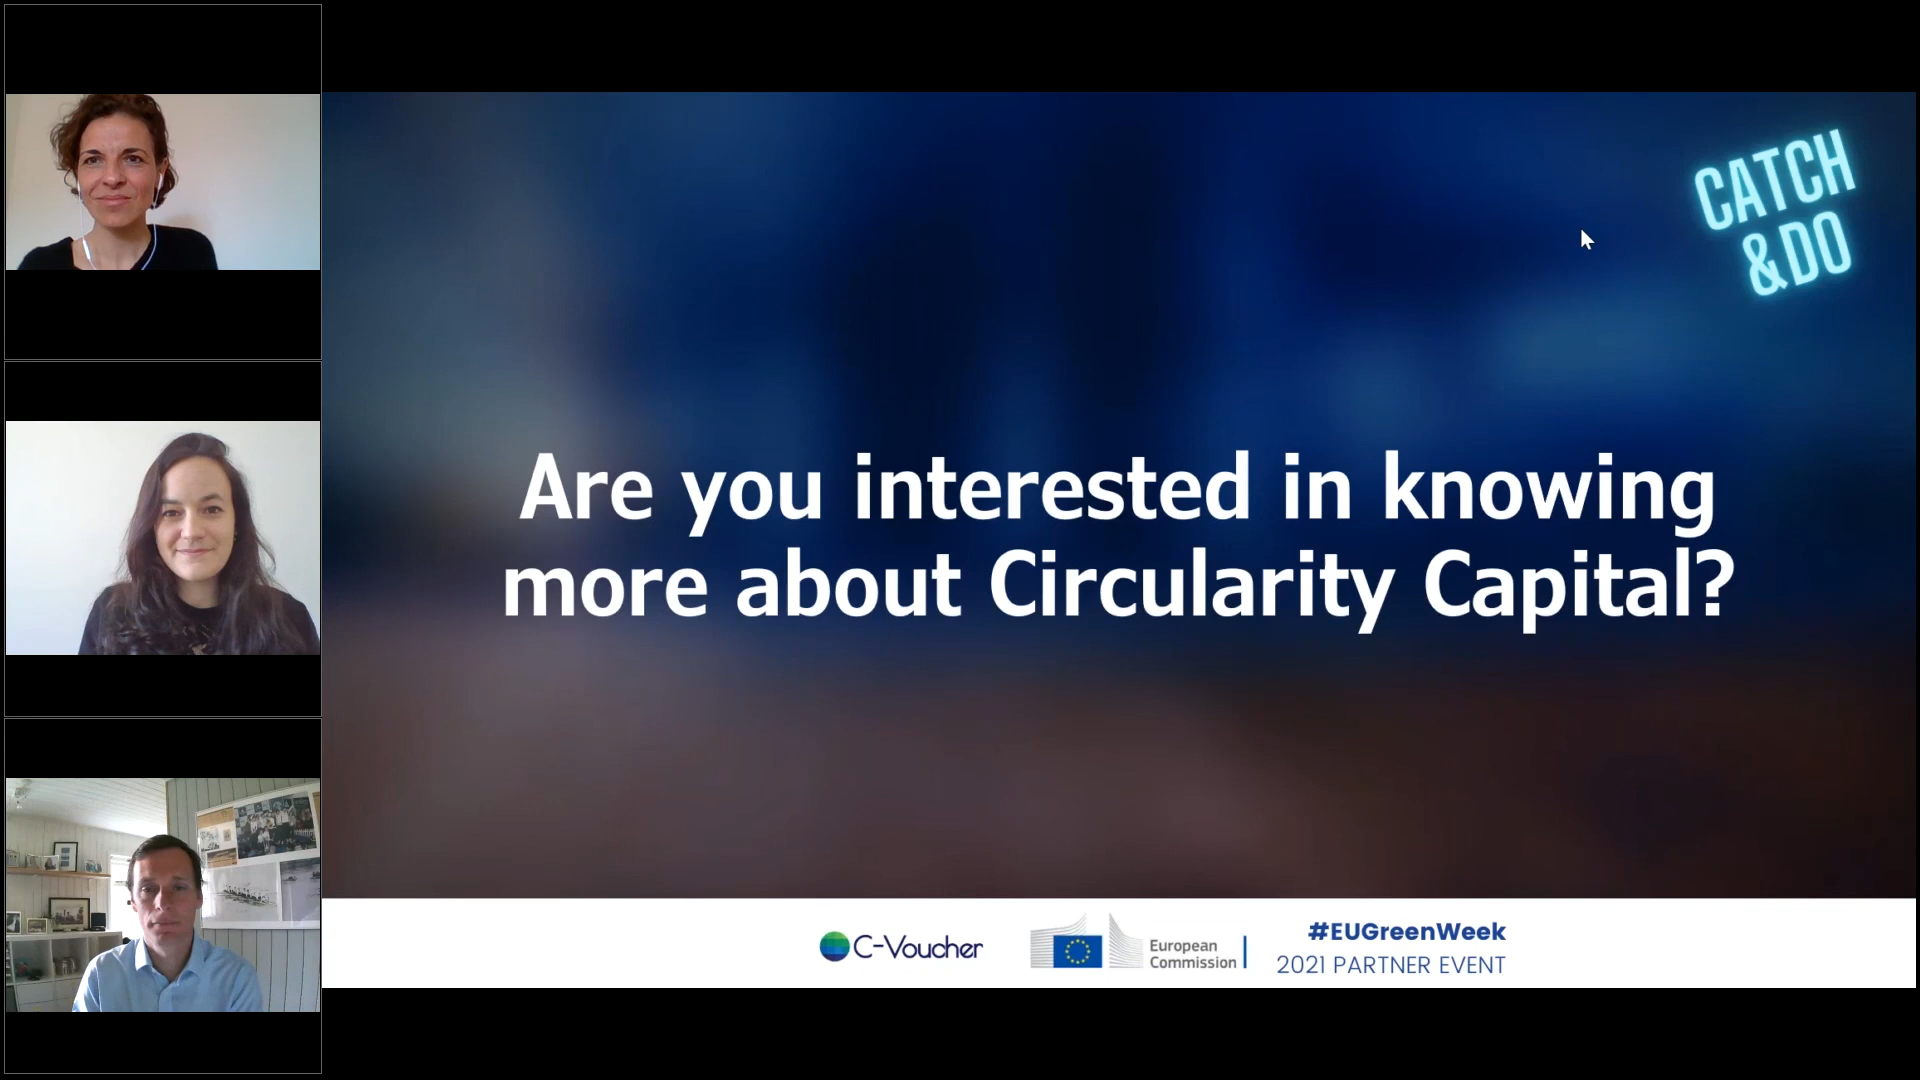 CATCH
&DO
Are you interested in knowing
more about Circularity Capital?
C-Voucher
European
Commission
#EUGreenWeek
2021 PARTNER EVENT